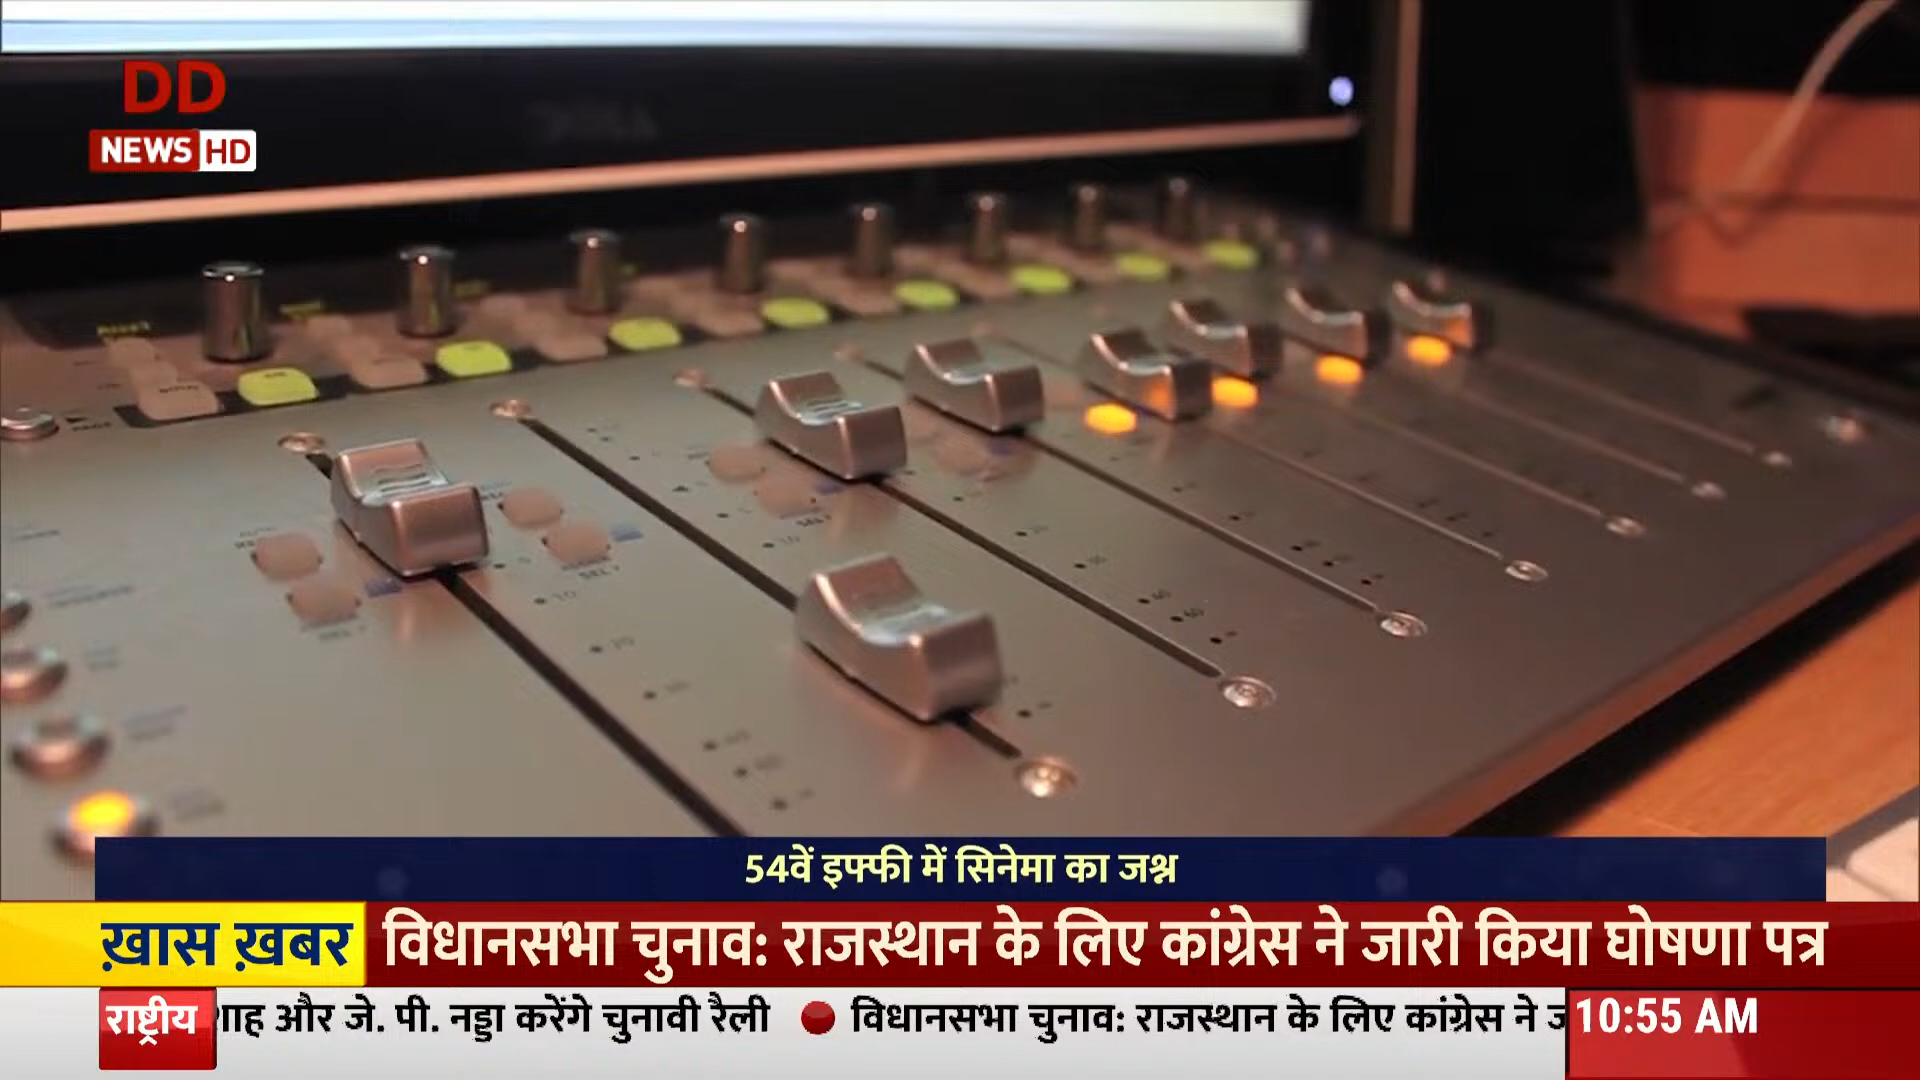 DD
NEWS HD
54वें इफ्फी में सिनेमा का जश्न
ख़ास ख़बर विधानसभा चुनाव: राजस्थान के लिए कांग्रेस ने जारी किया घोषणा पत्र
राष्ट्रीय शाह और जे. पी. नड्डा करेंगे चुनावी रैली विधानसभा चुनाव: राजस्थान के लिए कांग्रेस ने 10:55 AM